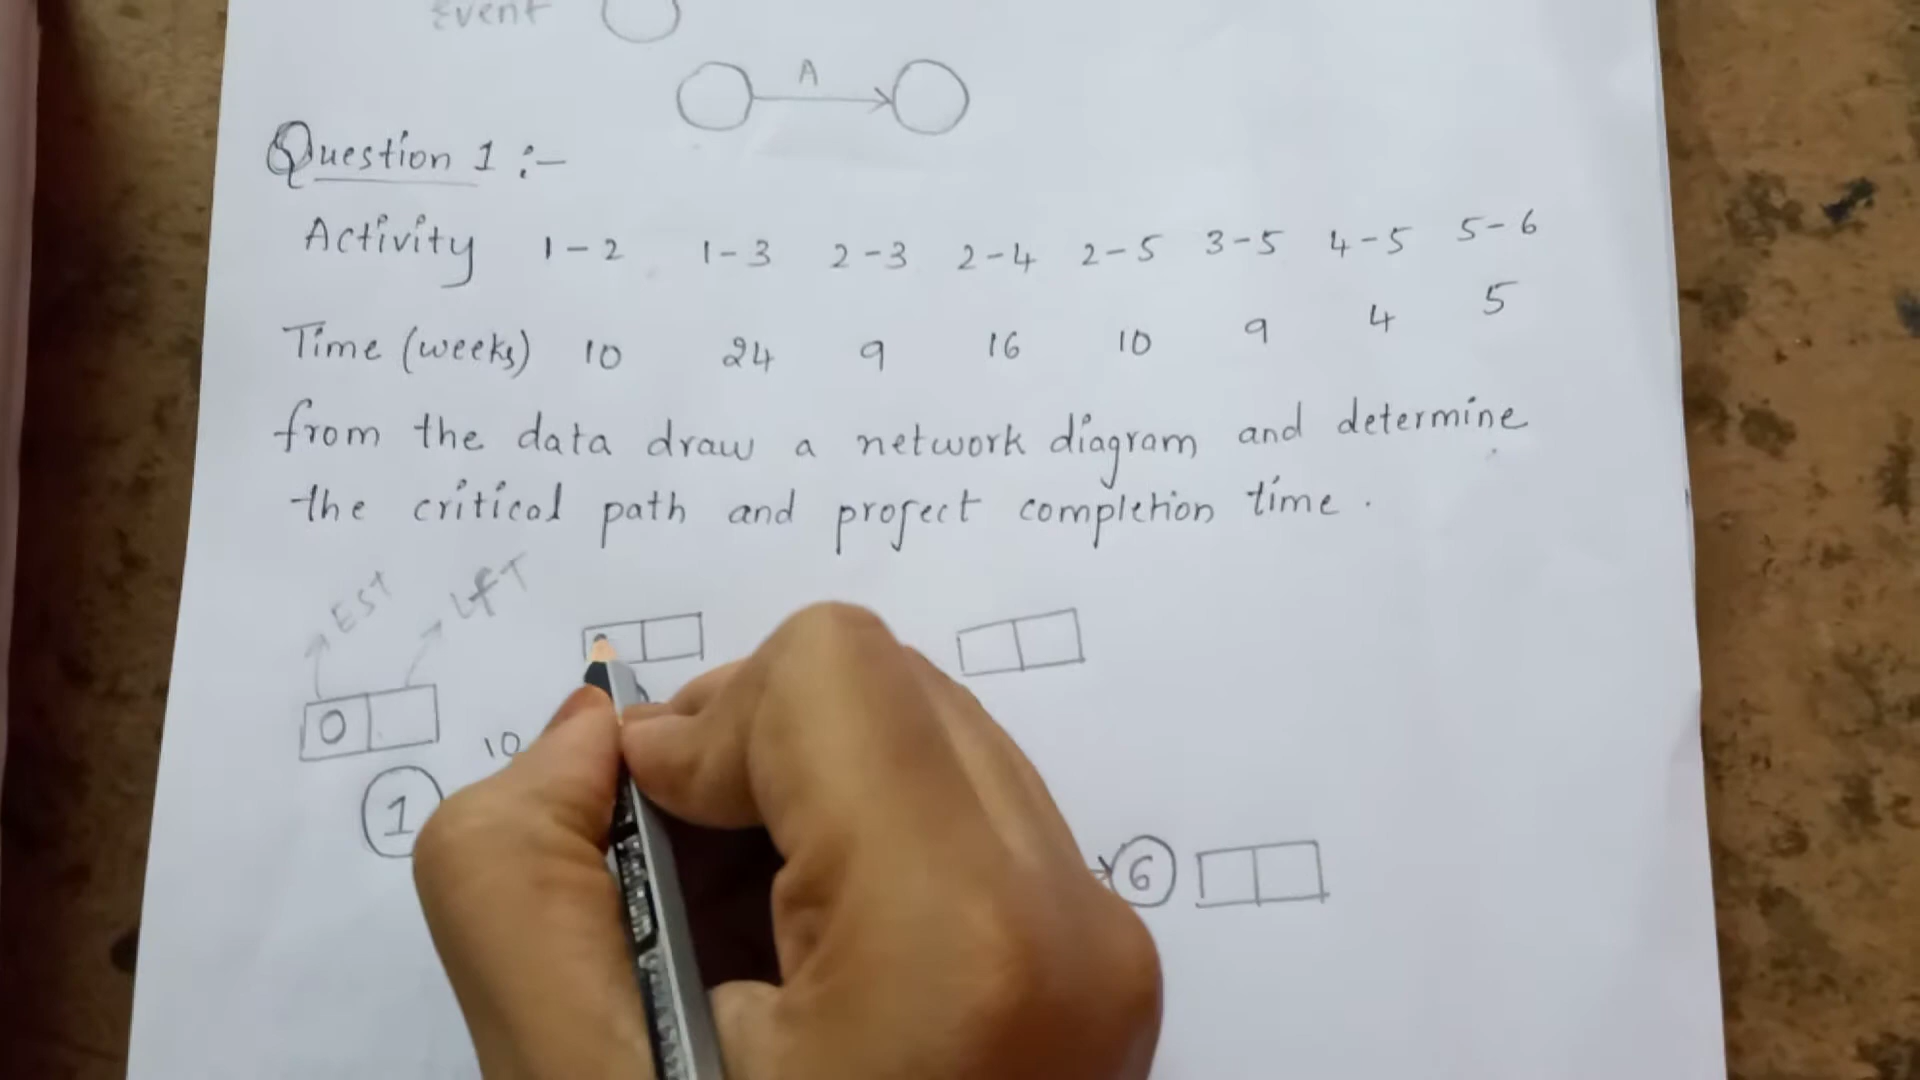 Event
A
Question 1 :-
Activity 1-2 1-3 2-3 2-4 2-5 3-5 4-5 5-6
Time (weeks) 10 24 9 16 10 9 4 5
from the data draw a network diagram and determine
the critical path and project completion time.
EST LFT
0
10
1
6